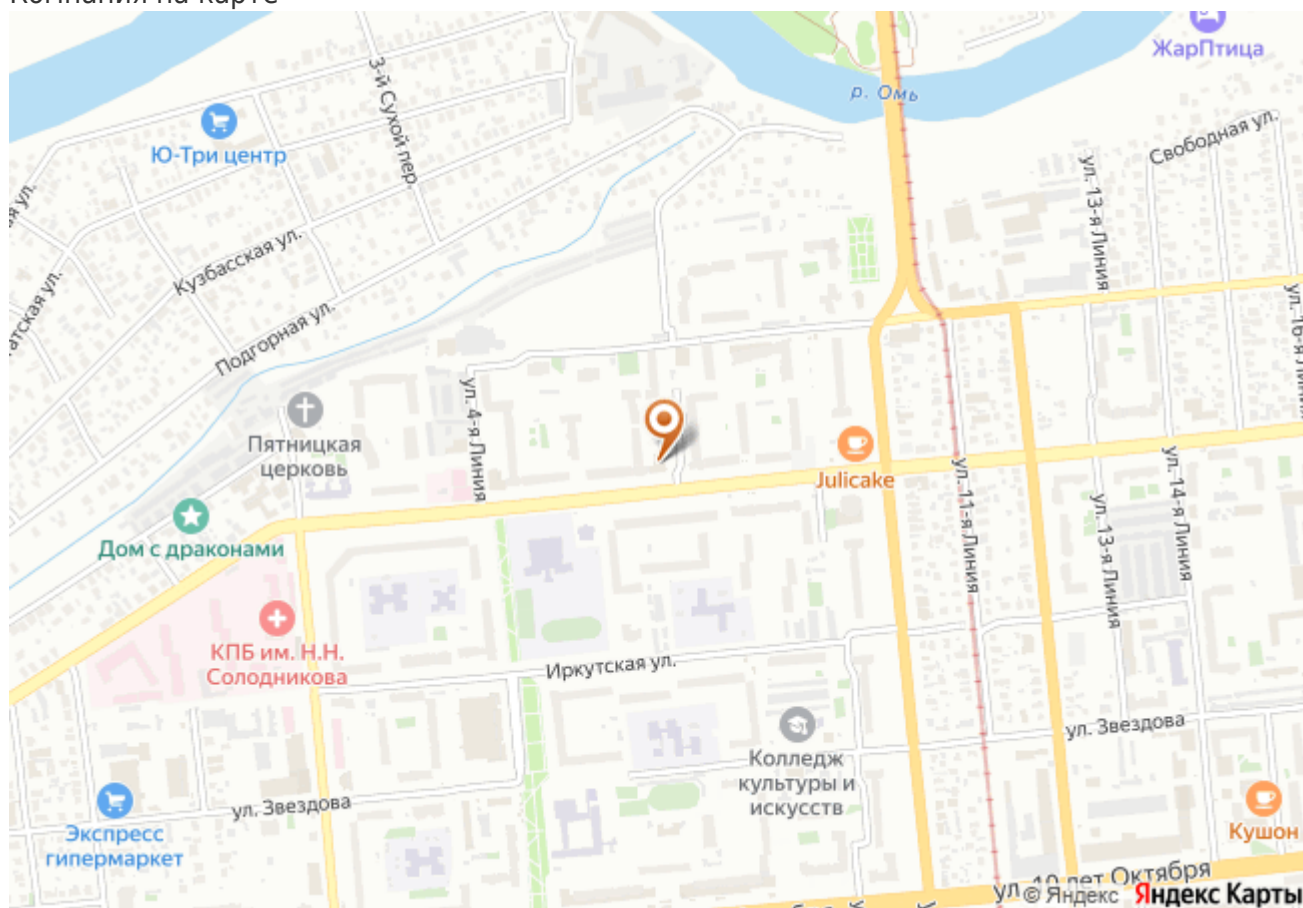 Компания на карте
ЖарПтица
р. Омь
3-й Сухой пер.
Ю-Три центр
Свободная ул.
ул. 13-я Линия
Кузбасская ул.
Подгорная ул.
ул. 16-я Линия
ул. 4-я Линия
Пятницкая
церковь
Julicake
ул. 11-я Линия
ул. 14-я Линия
ул. 13-я Линия
Дом с драконами
КПБ им. Н.Н.
Солодникова
Иркутская ул.
ул. Звездова
Колледж
культуры и
искусств
ул. Звездова
Экспресс
гипермаркет
Кушон
Октября
© Яндекс Яндекс Карты